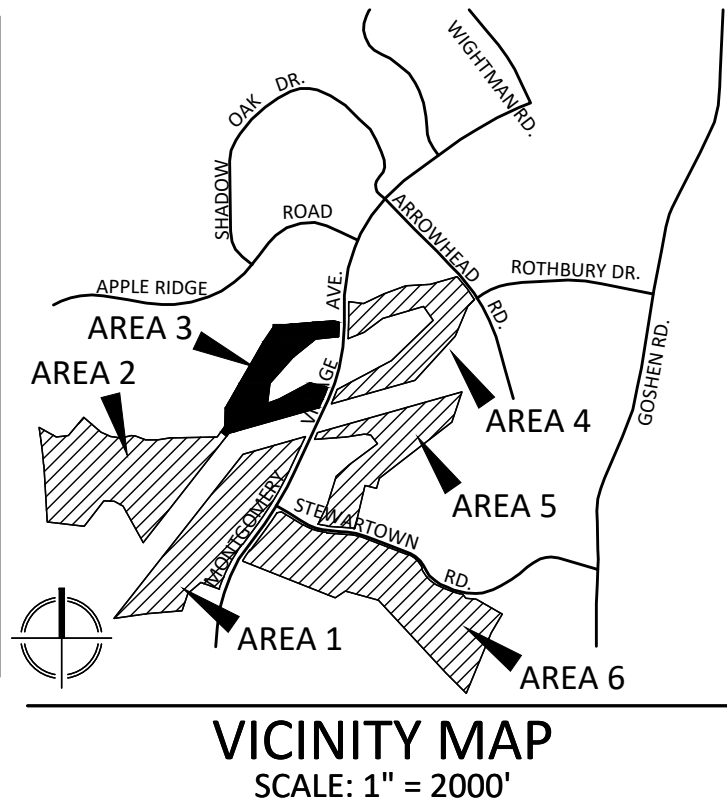 WIGHTMAN RD.
OAK DR.
SHADOW
ROAD
ARROWHEAD
ROTHBURY DR.
APPLE RIDGE
AVE.
RD.
AREA 3
GOSHEN RD.
AREA 2
AREA 4
AREA 5
MONTGOMERY
STEWARTOWN
RD.
AREA 1
AREA 6
VICINITY MAP
SCALE: 1" = 2000'